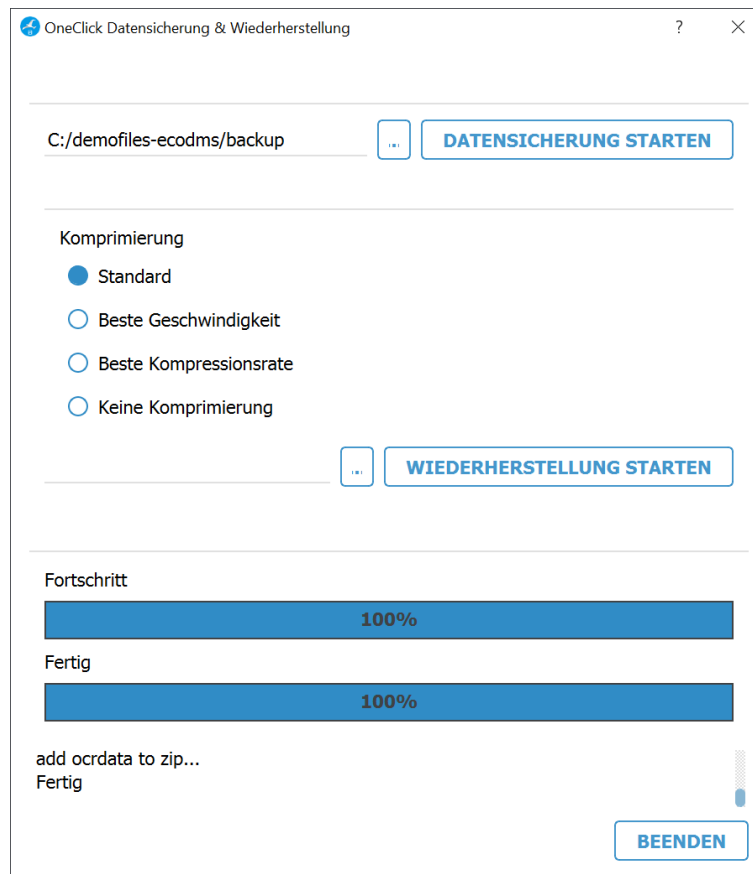 OneClick Datensicherung & Wiederherstellung ?
C:/demofiles-ecodms/backup ... DATENSICHERUNG STARTEN
Komprimierung
Standard
Beste Geschwindigkeit
Beste Kompressionsrate
Keine Komprimierung
... WIEDERHERSTELLUNG STARTEN
Fortschritt
100%
Fertig
100%
add ocrdata to zip...
Fertig
BEENDEN